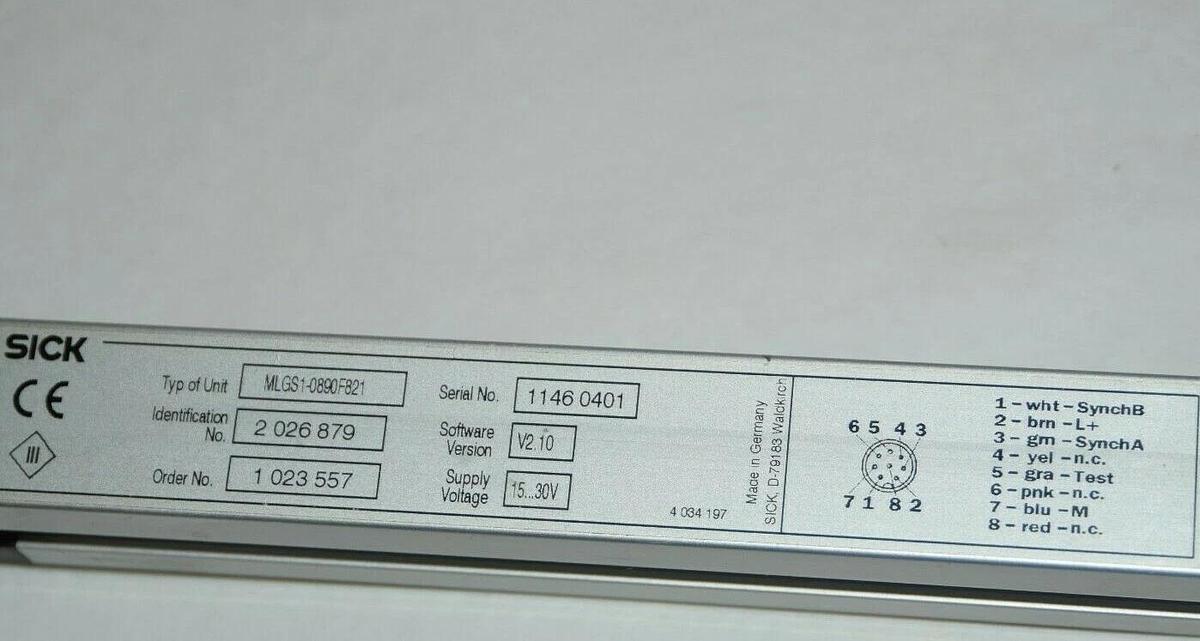 SICK
CE
III
Typ of Unit MLGS1-0890F821
Identification No. 2 026 879
Order No. 1 023 557
Serial No. 1146 0401
Software Version V2.10
Supply Voltage 15...30V
4 034 197
Made in Germany
SICK, D-79183 Waldkirch
6 5 4 3
7 1 8 2
1 - wht - SynchB
2 - brn - L+
3 - grn - SynchA
4 - yel - n.c.
5 - gra - Test
6 - pnk - n.c.
7 - blu - M
8 - red - n.c.